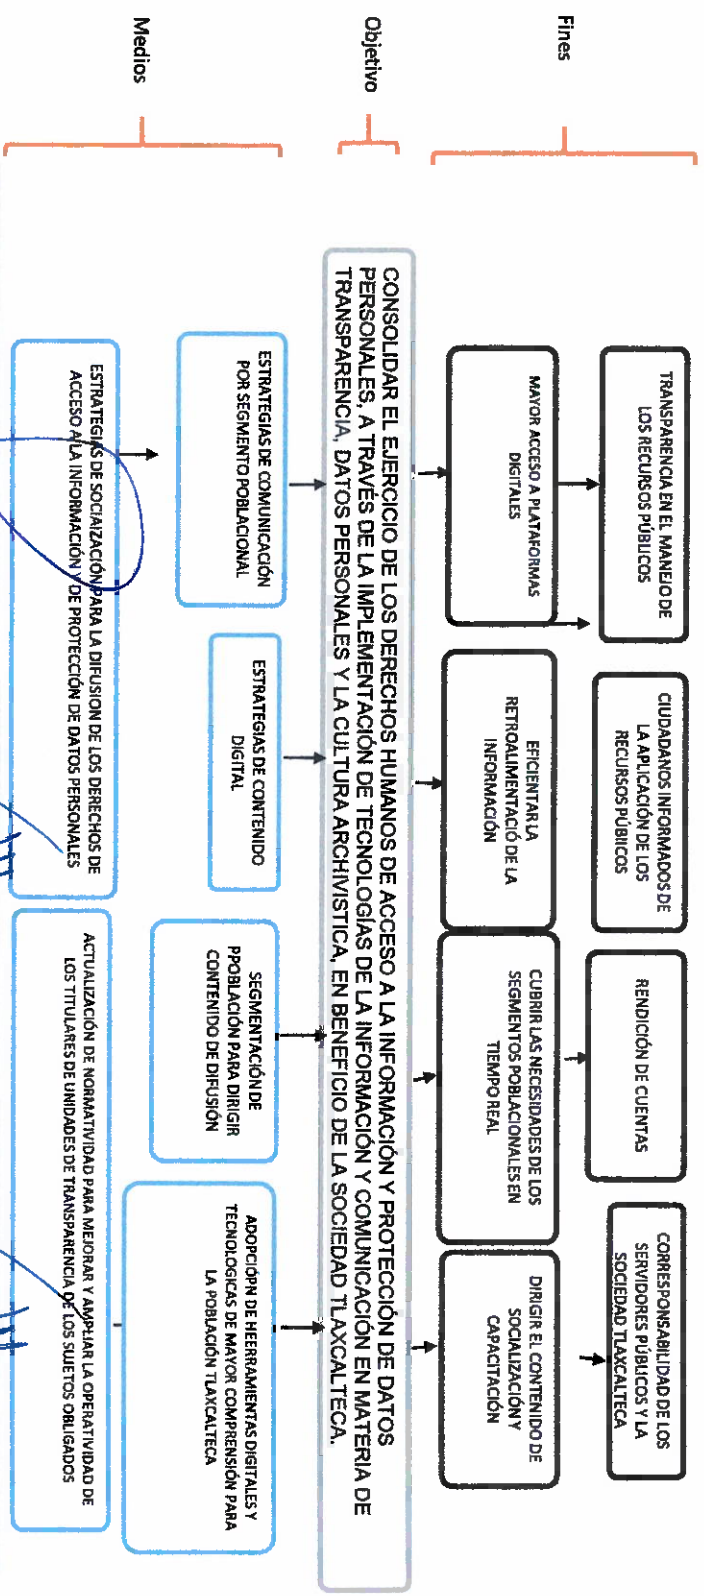 Fines
TRANSPARENCIA EN EL MANEJO DE
LOS RECURSOS PÚBLICOS
CIUDADANOS INFORMADOS DE
LA APLICACIÓN DE LOS
RECURSOS PÚBLICOS
RENDICIÓN DE CUENTAS
CORRESPONSABILIDAD DE LOS
SERVIDORES PÚBLICOS Y LA
SOCIEDAD TLAXCALTECA
MAYOR ACCESO A PLATAFORMAS
DIGITALES
EFICIENTAR LA
RETROALIMENTACIÓ DE LA
INFORMACIÓN
CUBRIR LAS NECESIDADES DE LOS
SEGMENTOS POBLACIONALES EN
TIEMPO REAL
DIRIGIR EL CONTENIDO DE
SOCIALIZACIÓN Y
CAPACITACIÓN
Objetivo
CONSOLIDAR EL EJERCICIO DE LOS DERECHOS HUMANOS DE ACCESO A LA INFORMACIÓN Y PROTECCIÓN DE DATOS
PERSONALES, A TRAVÉS DE LA IMPLEMENTACIÓN DE TECNOLOGÍAS DE LA INFORMACIÓN Y COMUNICACIÓN EN MATERIA DE
TRANSPARENCIA, DATOS PERSONALES Y LA CULTURA ARCHIVISTICA, EN BENEFICIO DE LA SOCIEDAD TLAXCALTECA.
Medios
ESTRATEGIAS DE COMUNICACIÓN
POR SEGMENTO POBLACIONAL
ESTRATEGIAS DE CONTENIDO
DIGITAL
SEGMENTACIÓN DE
PPOBLACIÓN PARA DIRIGIR
CONTENIDO DE DIFUSIÓN
ADOPCIÓPN DE HEERRAMIENTAS DIGITALES Y
TECNOLOGICAS DE MAYOR COMPRENSIÓN PARA
LA POBLACIÓN TLAXCALTECA
ESTRATEGIAS DE SOCIAIZACIÓN PARA LA DIFUSION DE LOS DERECHOS DE
ACCESO A LA INFORMACIÓN Y DE PROTECCIÓN DE DATOS PERSONALES
ACTUALIZACIÓN DE NORMATIVIDAD PARA MEJORAR Y AMPLIAR LA OPERATIVIDAD DE
LOS TITULARES DE UNIDADES DE TRANSPARENCIA DE LOS SUJETOS OBLIGADOS